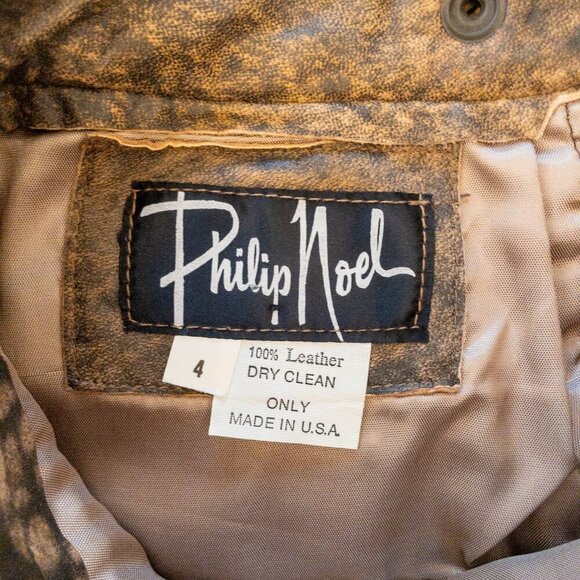 Philip Noel
4
100% Leather
DRY CLEAN
ONLY
MADE IN U.S.A.